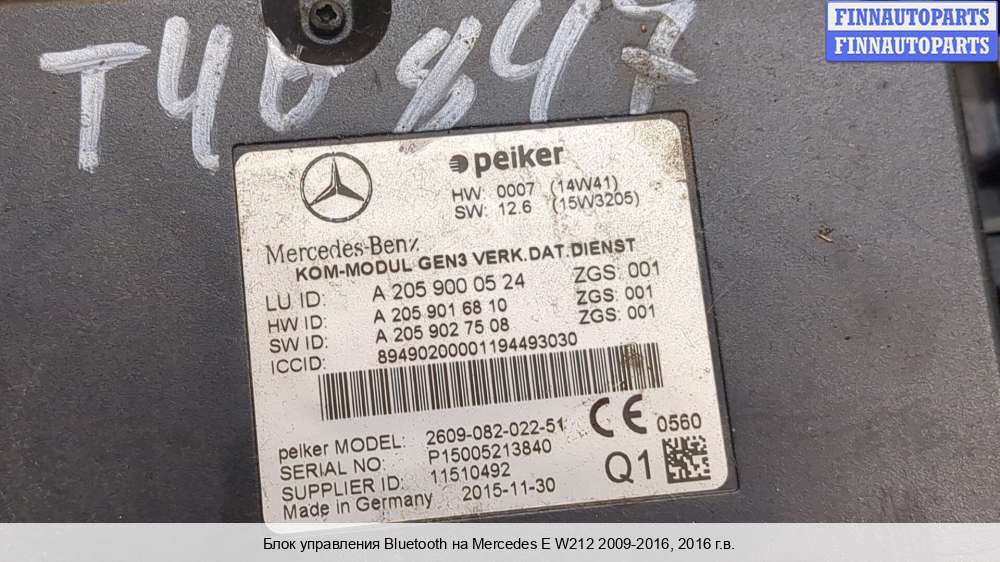 FINNAUTOPARTS
FINNAUTOPARTS
T40847
peiker
HW 0007 (14W41)
SW: 12.6 (15W3205)
Mercedes-Benz
KOM-MODUL GEN3 VERK.DAT.DIENST
LU ID: A 205 900 05 24 ZGS: 001
HW ID: A 205 901 68 10 ZGS: 001
SW ID: A 205 902 75 08 ZGS: 001
ICCID: 89490200001194493030
peiker MODEL: 2609-082-022-51
SERIAL NO: P15005213840
SUPPLIER ID: 11510492
Made in Germany 2015-11-30
CE 0560
Q1
Блок управления Bluetooth на Mercedes E W212 2009-2016, 2016 г.в.